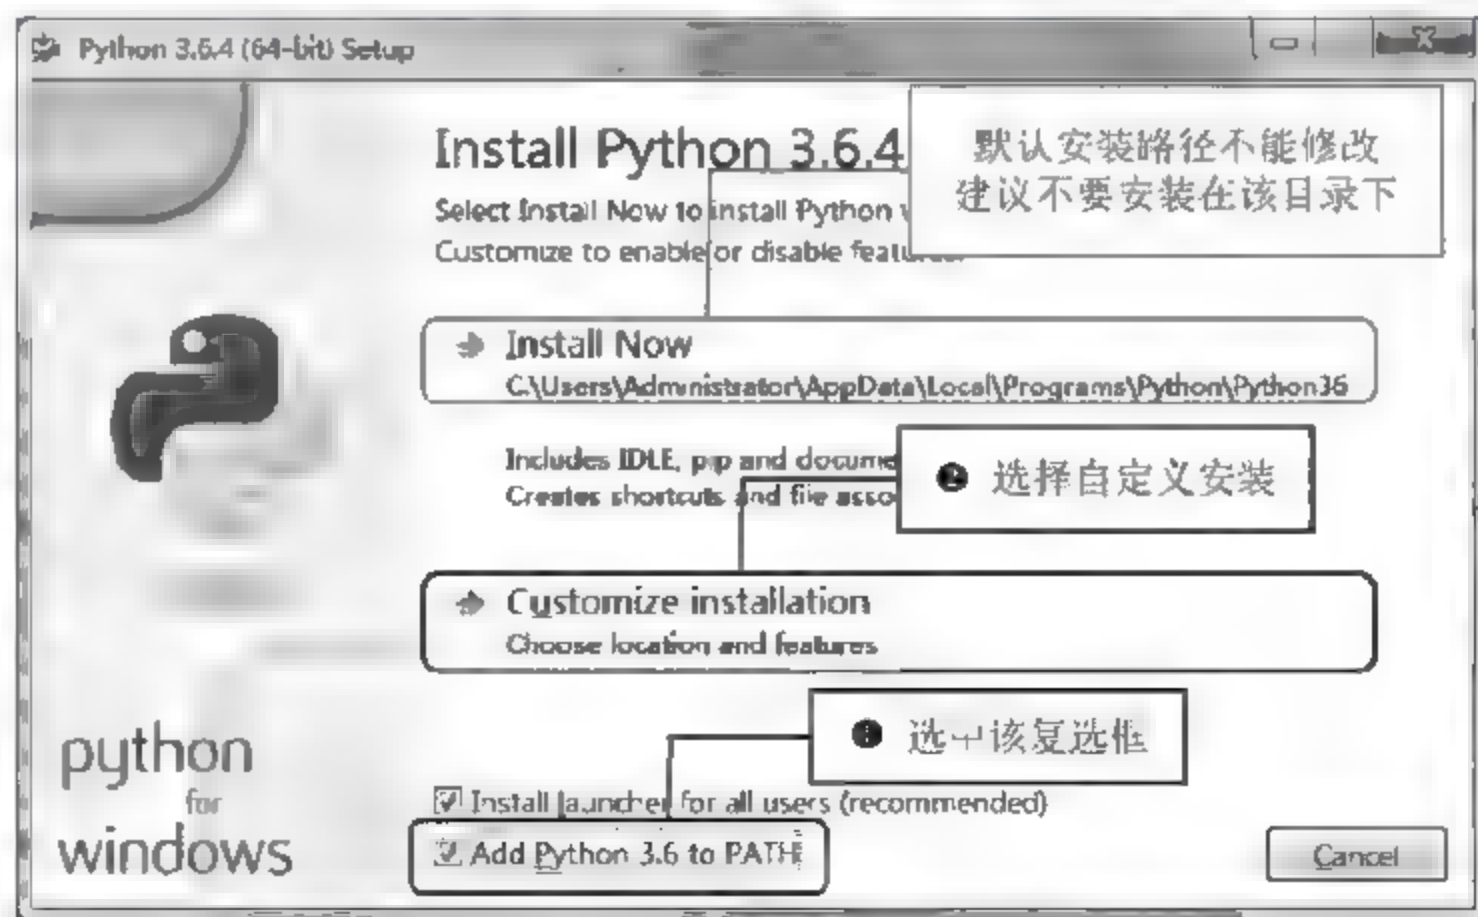 Python 3.6.4 (64-bit) Setup
Install Python 3.6.4
默认安装路径不能修改
建议不要安装在该目录下
Select Install Now to install Python
Customize to enable or disable
Install Now
C:\Users\Administrator\AppData\Local\Programs\Python\Python36
Includes IDLE, pip and
Creates shortcuts and file
❷ 选择自定义安装
Customize installation
Choose location and features
❶ 选中该复选框
Install launcher for all users (recommended)
Add Python 3.6 to PATH
python
for
windows
Cancel